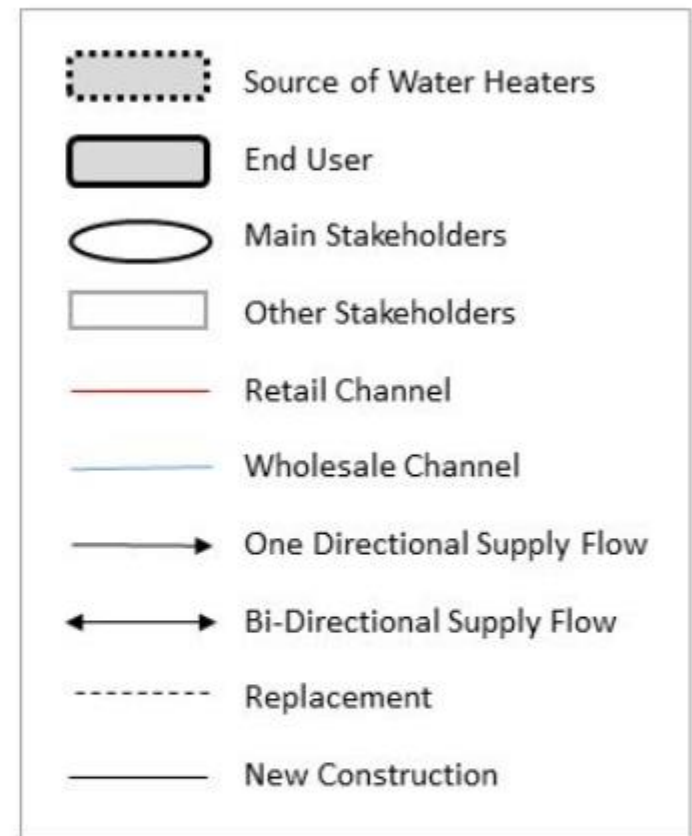 Source of Water Heaters
End User
Main Stakeholders
Other Stakeholders
Retail Channel
Wholesale Channel
One Directional Supply Flow
Bi-Directional Supply Flow
Replacement
New Construction